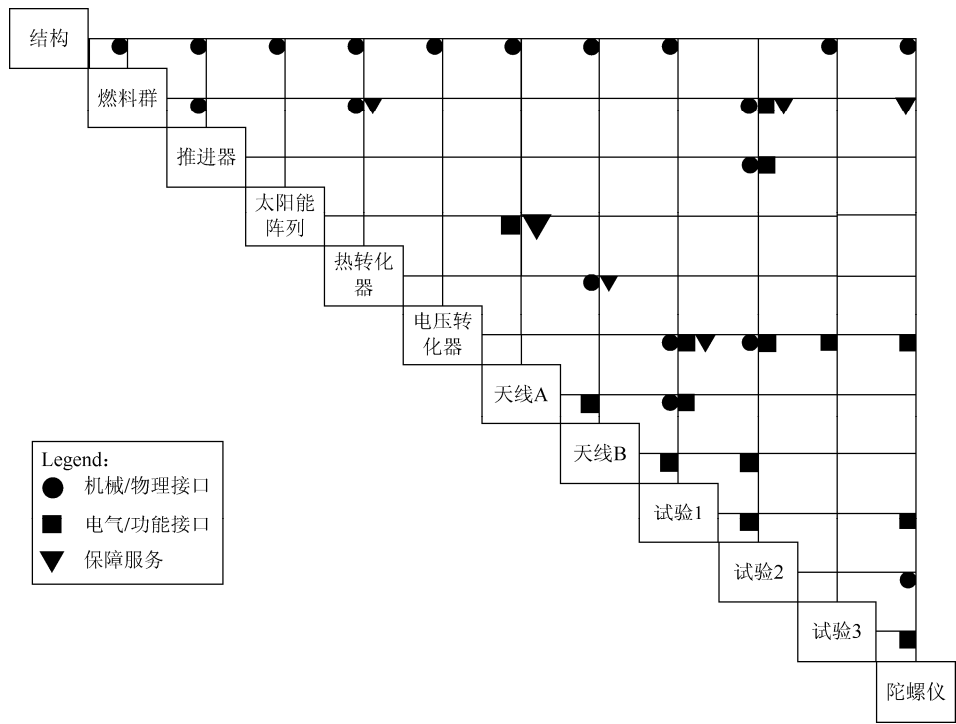 结构
燃料群
推进器
太阳能
阵列
热转化
器
电压转
化器
天线A
天线B
试验1
试验2
试验3
陀螺仪
Legend：
机械/物理接口
电气/功能接口
保障服务